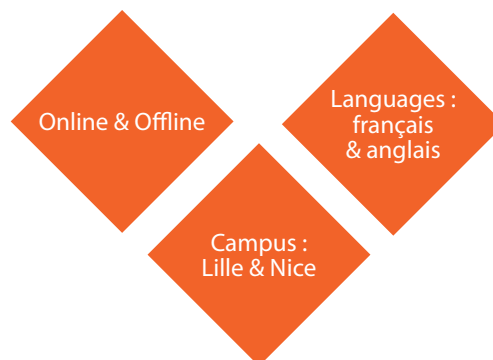 Online & Offline
Languages :
français
& anglais
Campus :
Lille & Nice